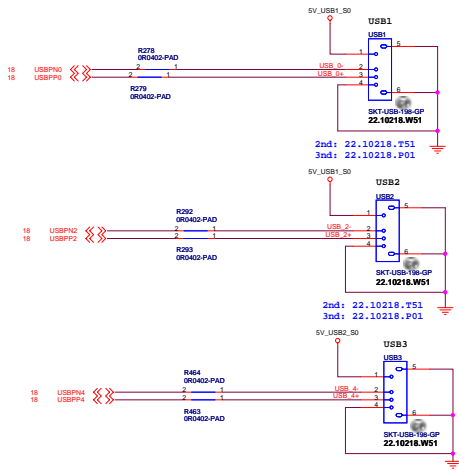 5V_USB1_S0
USB1
USB1
R278
0R0402-PAD
1
5
18 USBPN0 2 1 USB_0- 2
18 USBPP0 2 1 USB_0+ 3
4
R279
0R0402-PAD
6
SKT-USB-198-GP
22.10218.W51
2nd: 22.10218.T51
3nd: 22.10218.P01
5V_USB1_S0
USB2
USB2
R292
0R0402-PAD
1
5
18 USBPN2 2 1 USB_2- 2
18 USBPP2 2 1 USB_2+ 3
4
R293
0R0402-PAD
6
SKT-USB-198-GP
22.10218.W51
2nd: 22.10218.T51
3nd: 22.10218.P01
5V_USB2_S0
USB3
USB3
R464
0R0402-PAD
1
5
18 USBPN4 2 1 USB_4- 2
18 USBPP4 2 1 USB_4+ 3
4
R463
0R0402-PAD
6
SKT-USB-198-GP
22.10218.W51